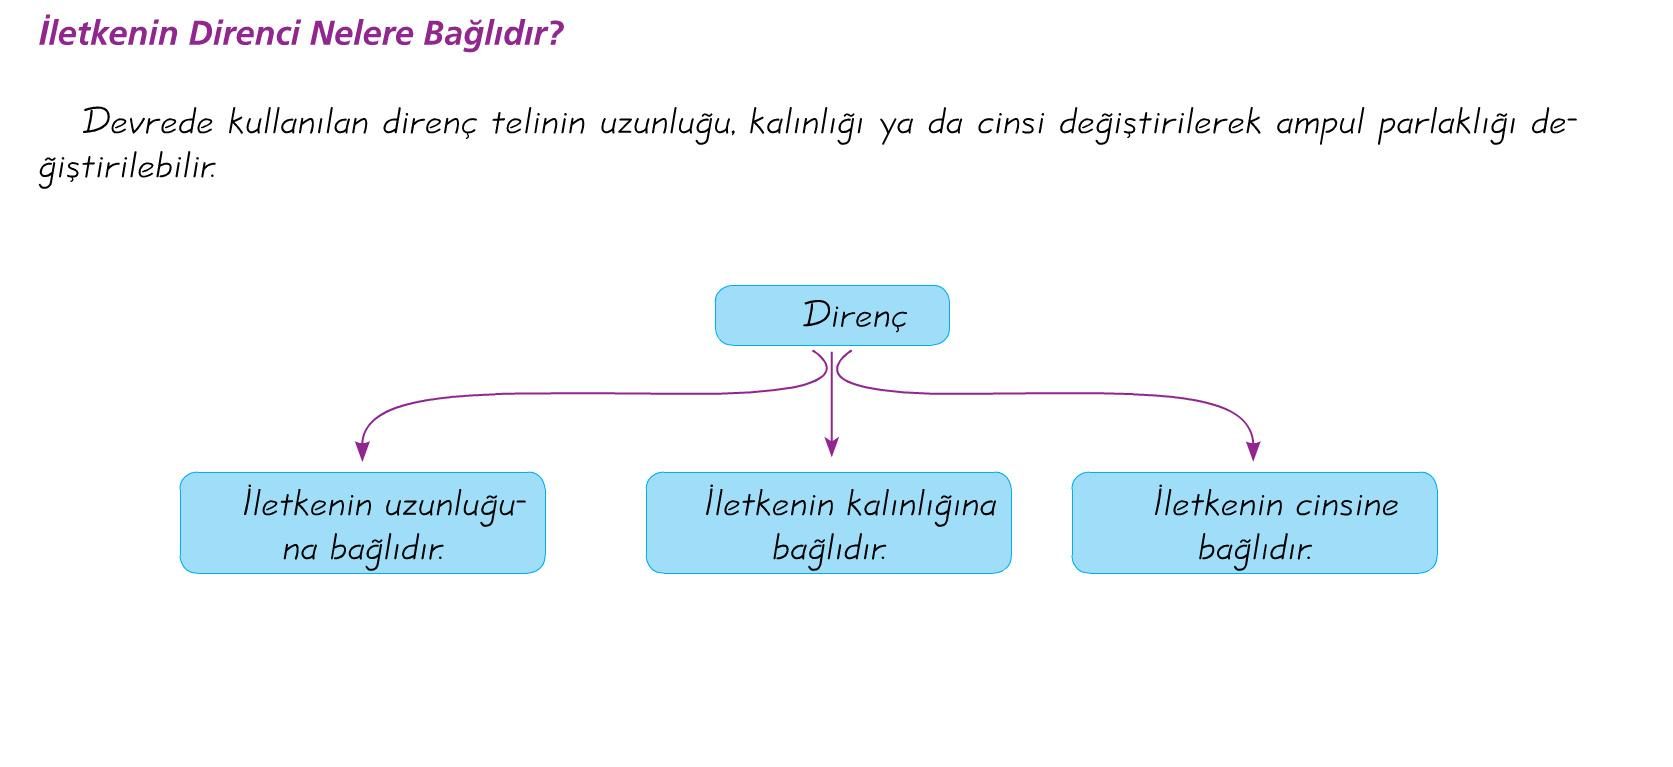 İletkenin Direnci Nelere Bağlıdır?
Devrede kullanılan direnç telinin uzunluğu, kalınlığı ya da cinsi değiştirilerek ampul parlaklığı de-
ğiştirilebilir.
Direnç
İletkenin uzunluğu-
na bağlıdır.
İletkenin kalınlığına
bağlıdır.
İletkenin cinsine
bağlıdır.